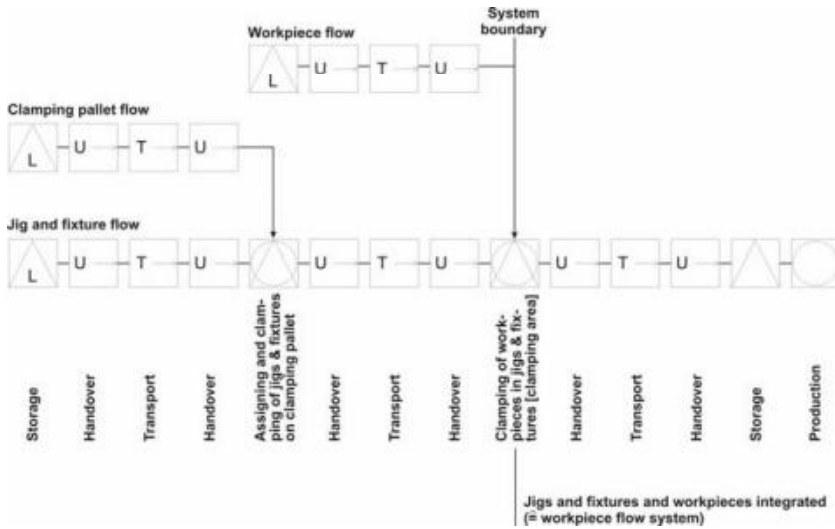 Workpiece flow
System
boundary
L U T U
Clamping pallet flow
L U T U
Jig and fixture flow
L U T U U T U U T U
Storage
Handover
Transport
Handover
Assigning and clam-
ping of jigs & fixtures
on clamping pallet
Handover
Transport
Handover
Clamping of work-
pieces in jigs & fix-
tures [clamping area]
Handover
Transport
Handover
Storage
Production
Jigs and fixtures and workpieces integrated
(≙ workpiece flow system)